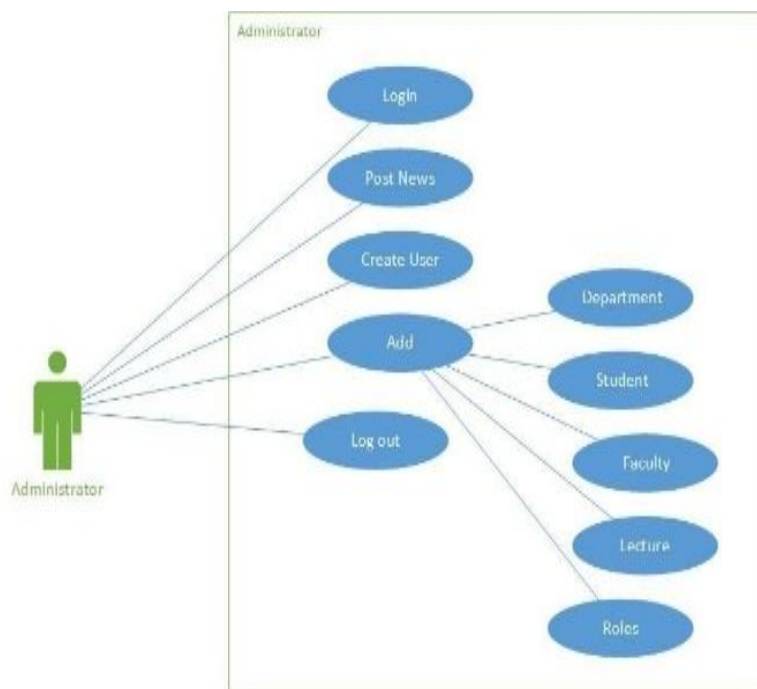 Administrator
Login
Post News
Create User
Department
Add
Student
Log out
Faculty
Administrator
Lecture
Roles